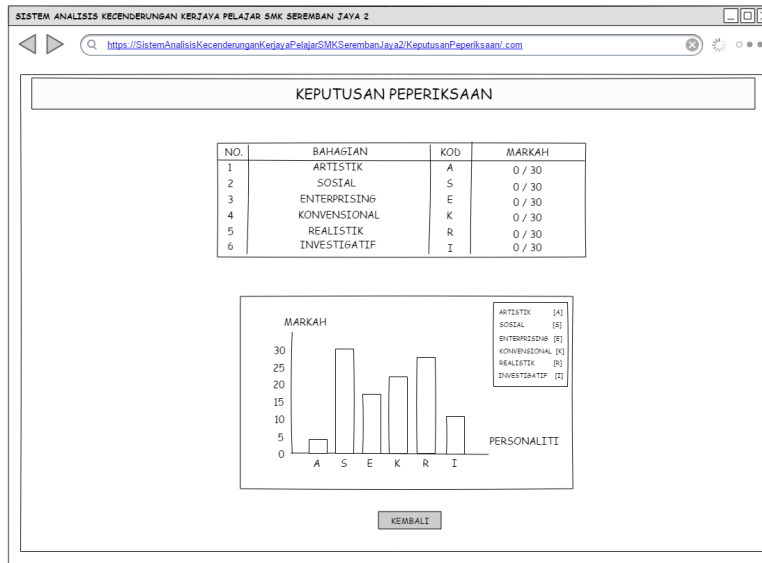 SISTEM ANALISIS KECENDERUNGAN KERJAYA PELAJAR SMK SEREMBAN JAYA 2
https://SistemAnalisisKecenderunganKerjayaPelajarSMKSerembanJaya2/KeputusanPeperiksaan/.com
KEPUTUSAN PEPERIKSAAN
NO. BAHAGIAN KOD MARKAH
1 ARTISTIK A 0 / 30
2 SOSIAL S 0 / 30
3 ENTERPRISING E 0 / 30
4 KONVENSIONAL K 0 / 30
5 REALISTIK R 0 / 30
6 INVESTIGATIF I 0 / 30
MARKAH
30
25
20
15
10
5
0
A S E K R I
PERSONALITI
ARTISTIK [A]
SOSIAL [S]
ENTERPRISING [E]
KONVENSIONAL [K]
REALISTIK [R]
INVESTIGATIF [I]
KEMBALI